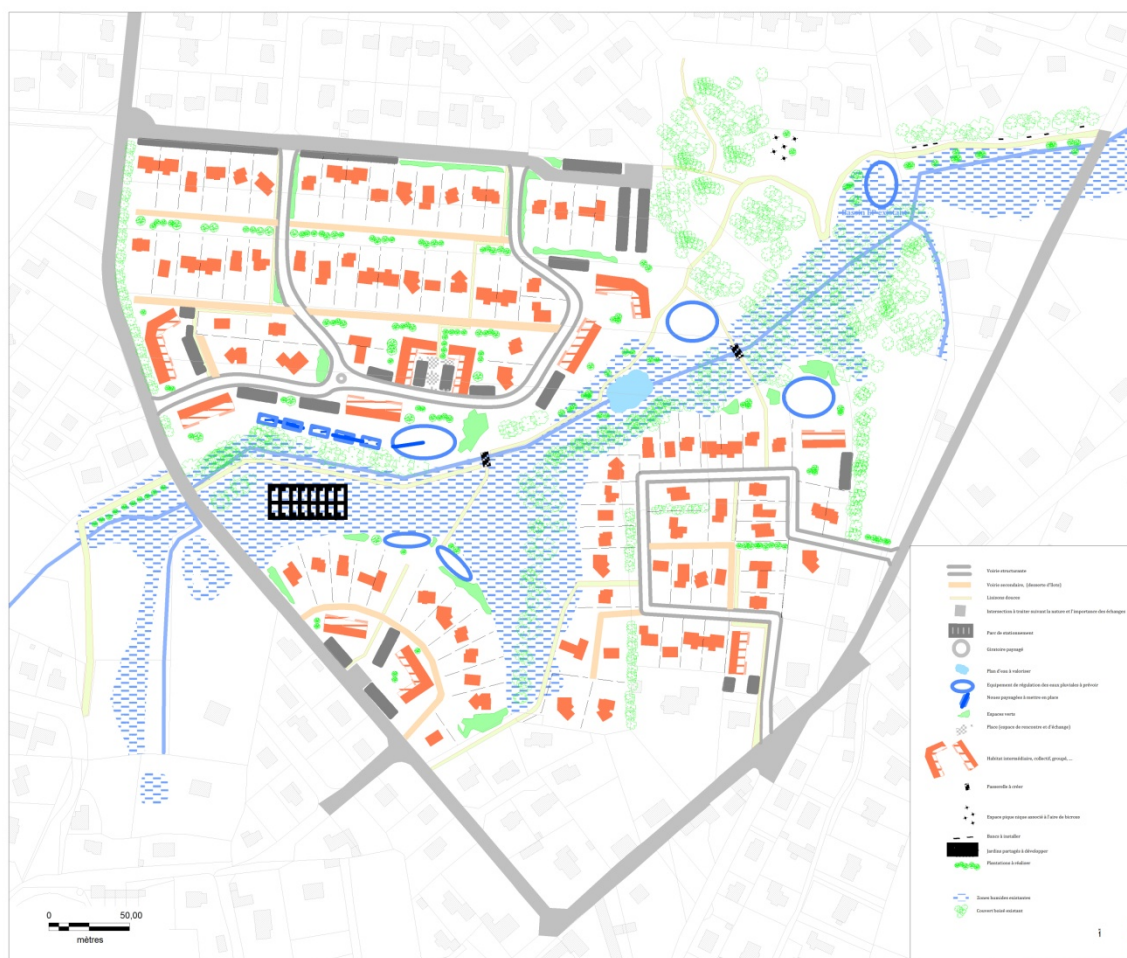 Voirie structurante
Voirie secondaire, (desserte d'îlots)
Liaisons douces
Intersection à traiter suivant la nature et l'importance des échanges
Parc de stationnement
Giratoire paysagé
Plan d'eau à valoriser
Equipement de régulation des eaux pluviales à prévoir
Noues paysagées à mettre en place
Espaces verts
Place (espace de rencontre et d'échange)
Habitat intermédiaire, collectif, groupé, ...
Passerelle à créer
Espace pique nique associé à l'aire de bicross
Bancs à installer
Jardins partagés à développer
Plantations à réaliser
Zones humides existantes
Couvert boisé existant
0 50,00
mètres